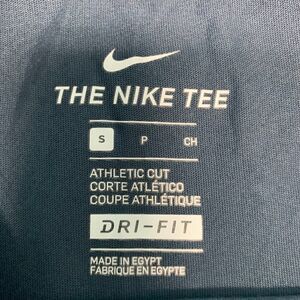 THE NIKE TEE
S P CH
ATHLETIC CUT
CORTE ATLÉTICO
COUPE ATHLÉTIQUE
DRI-FIT
MADE IN EGYPT
FABRIQUE EN EGYPTE